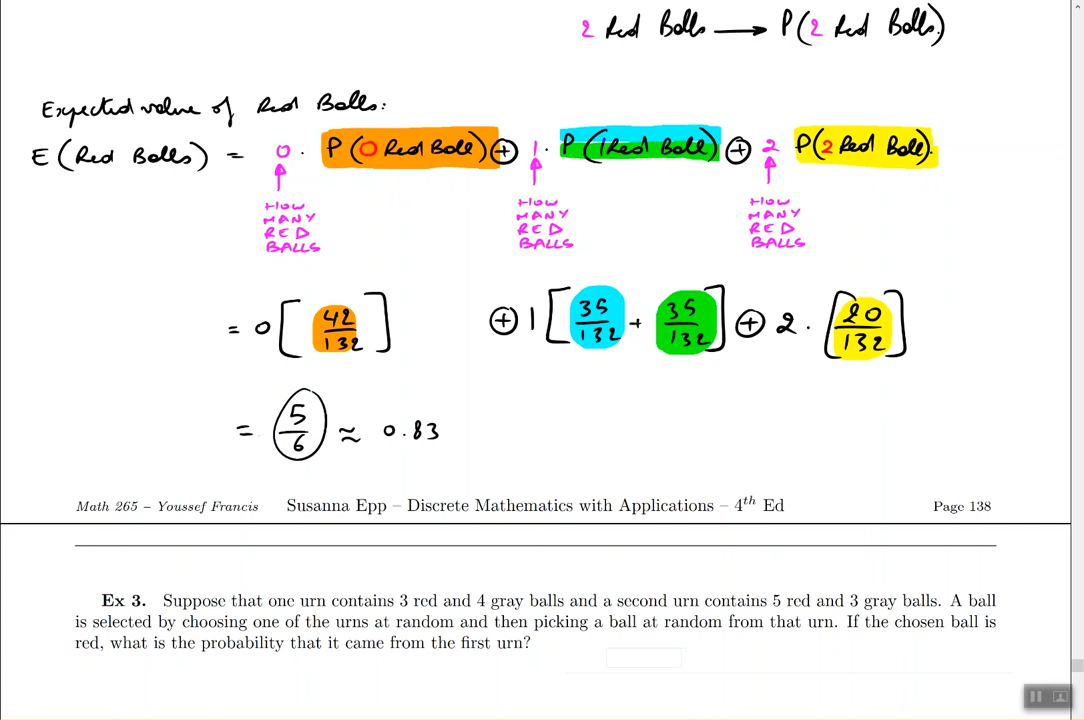 2 Red Balls → P(2 Red Balls)
Expected value of Red Balls:
E(Red Balls) = 0 · P(0 Red Ball) ⊕ 1 · P(1 Red Ball) ⊕ 2 P(2 Red Ball).
HOW MANY RED BALLS HOW MANY RED BALLS HOW MANY RED BALLS
= 0 [42/132] ⊕ 1 [35/132 + 35/132] ⊕ 2 · [20/132]
= 5/6 ≈ 0.83
Math 265 – Youssef Francis Susanna Epp – Discrete Mathematics with Applications – 4th Ed Page 138
Ex 3. Suppose that one urn contains 3 red and 4 gray balls and a second urn contains 5 red and 3 gray balls. A ball
is selected by choosing one of the urns at random and then picking a ball at random from that urn. If the chosen ball is
red, what is the probability that it came from the first urn?